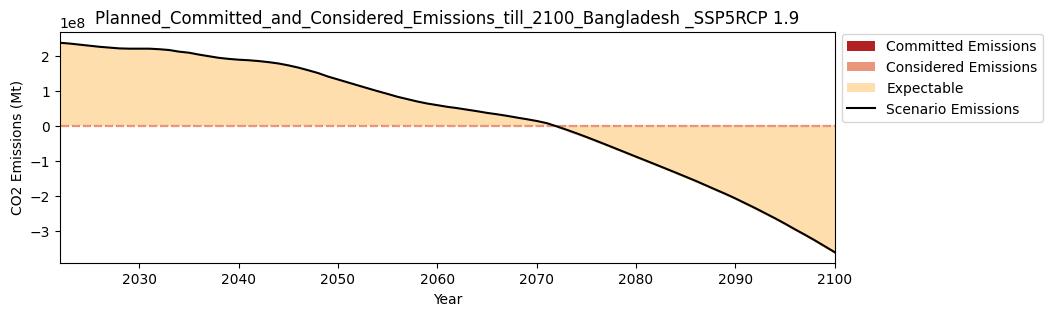 Planned_Committed_and_Considered_Emissions_till_2100_Bangladesh _SSP5RCP 1.9
1e8
2
1
0
−1
−2
−3
CO2 Emissions (Mt)
2030 2040 2050 2060 2070 2080 2090 2100
Year
Committed Emissions
Considered Emissions
Expectable
Scenario Emissions